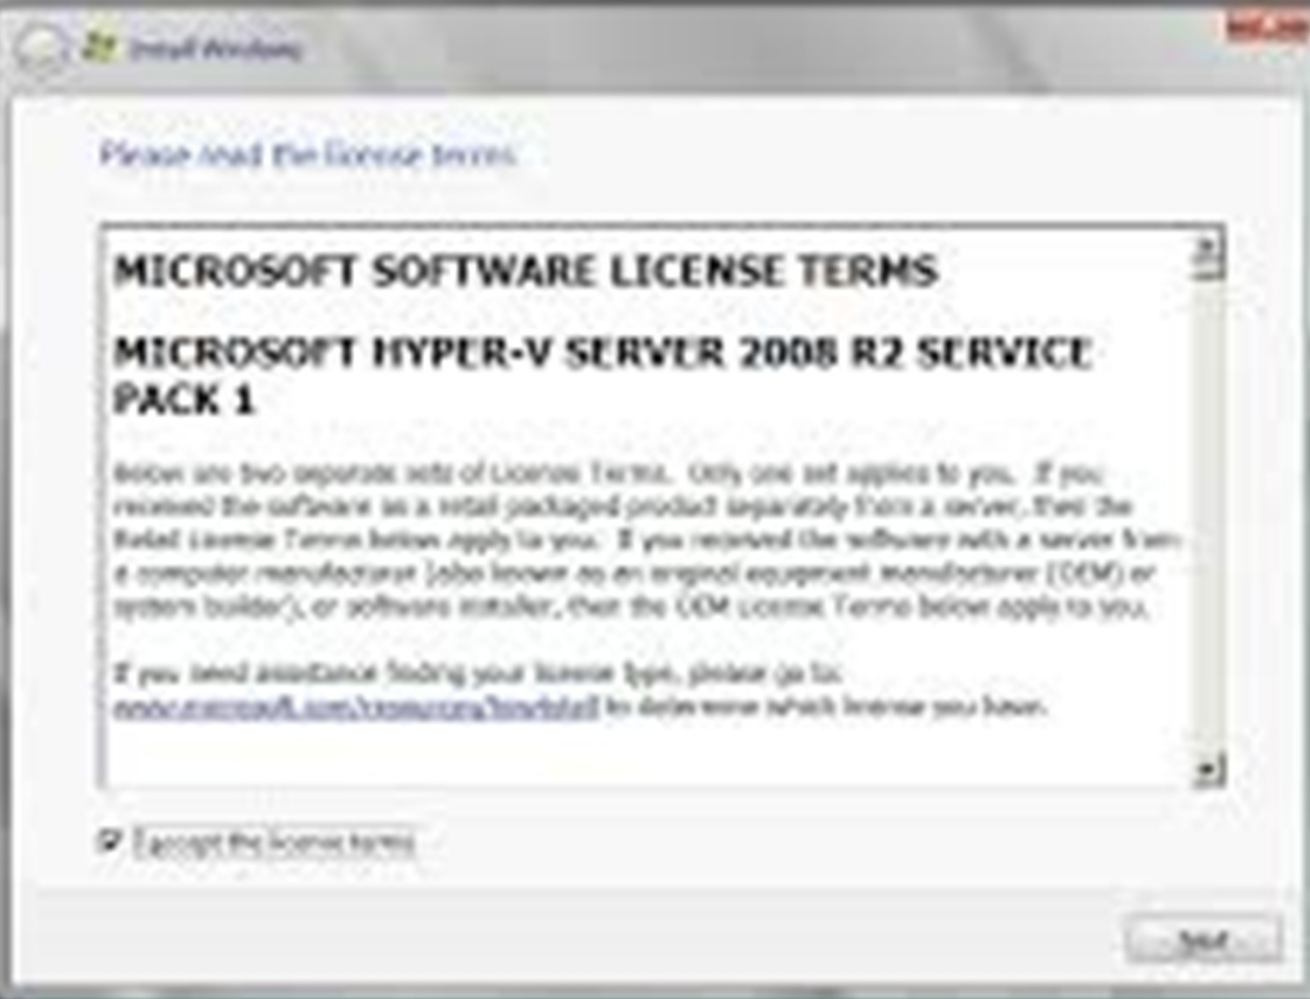 Install Windows
Please read the license terms
MICROSOFT SOFTWARE LICENSE TERMS
MICROSOFT HYPER-V SERVER 2008 R2 SERVICE
PACK 1
Below are two separate sets of License Terms. Only one set applies to you. If you
received the software as a retail packaged product separately from a server, then the
Retail License Terms below apply to you. If you received the software with a server from
a computer manufacturer (also known as an original equipment manufacturer (OEM) or
system builder), or software installer, then the OEM License Terms below apply to you.
If you need assistance finding your license type, please go to:
www.microsoft.com/resources/howtotell to determine which license you have.
I accept the license terms
Next